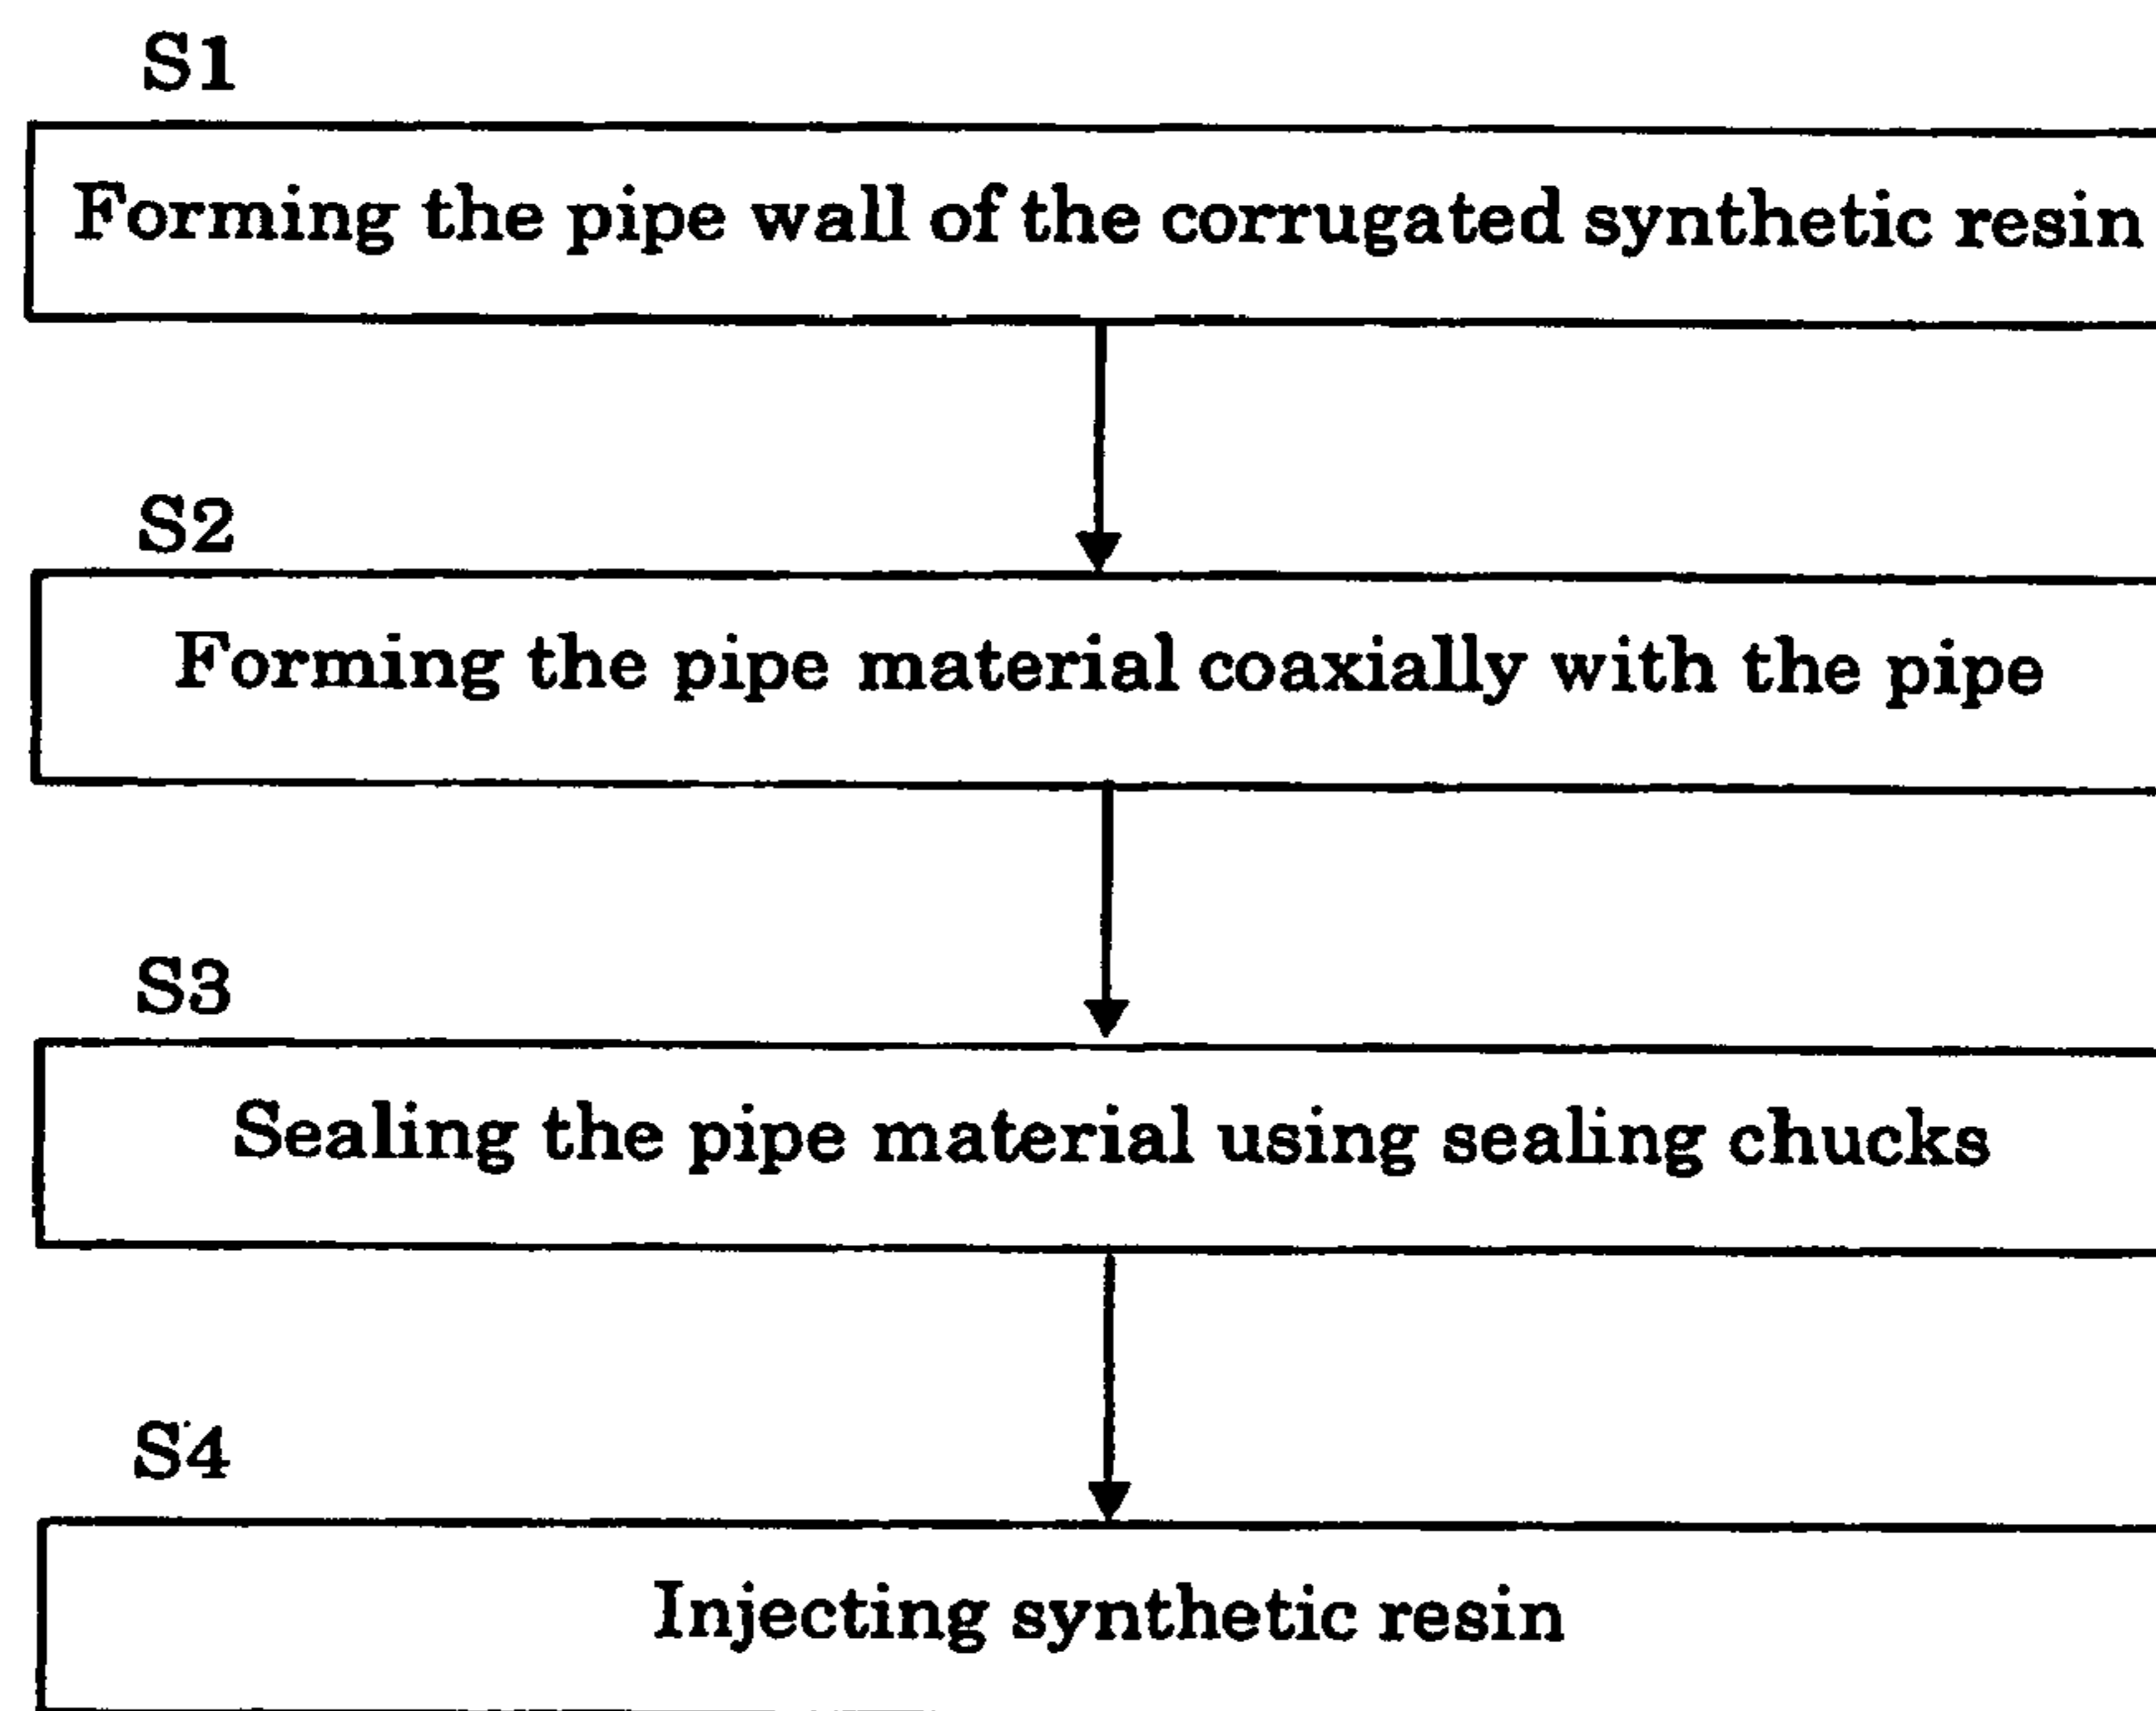 S1
Forming the pipe wall of the corrugated synthetic resin
S2
Forming the pipe material coaxially with the pipe
S3
Sealing the pipe material using sealing chucks
S4
Injecting synthetic resin